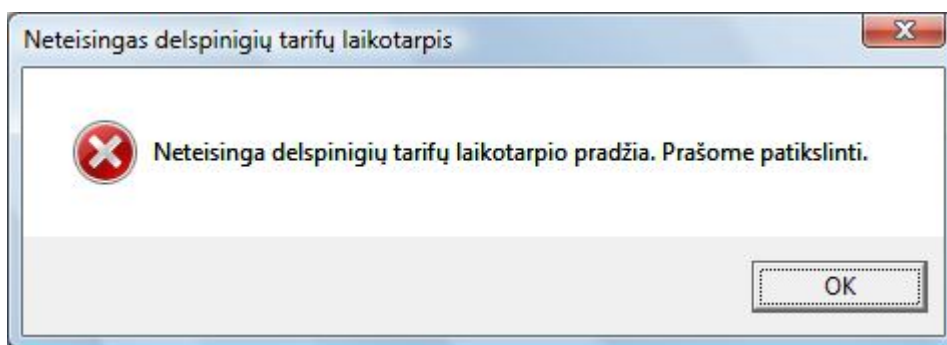 Neteisingas delspinigių tarifų laikotarpis
Neteisinga delspinigių tarifų laikotarpio pradžia. Prašome patikslinti.
OK